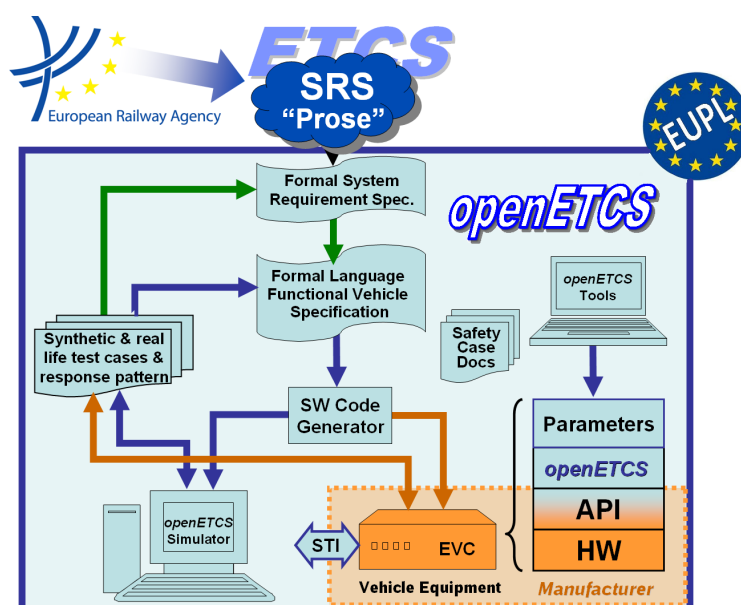 ETCS
SRS
“Prose”
European Railway Agency
EUPL
Formal System
Requirement Spec.
openETCS
Formal Language
Functional Vehicle
Specification
openETCS
Tools
Synthetic & real
life test cases &
response pattern
Safety
Case
Docs
SW Code
Generator
Parameters
openETCS
API
HW
openETCS
Simulator
STI
EVC
Vehicle Equipment
Manufacturer